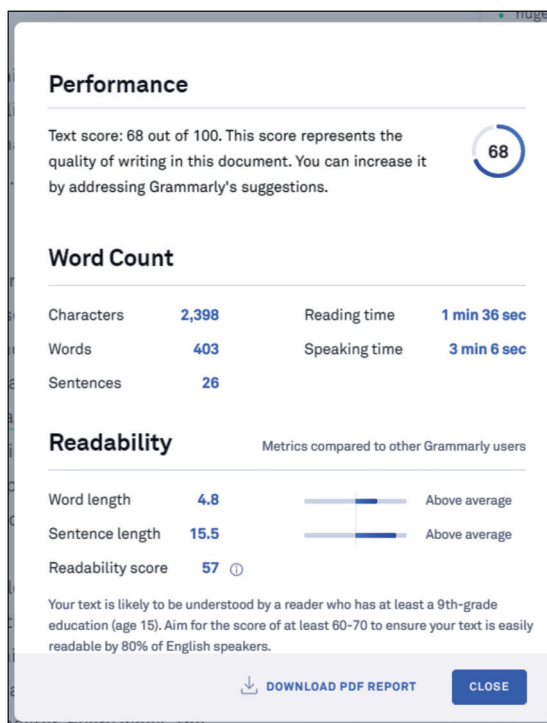 huge
Performance
Text score: 68 out of 100. This score represents the
quality of writing in this document. You can increase it
by addressing Grammarly's suggestions.
68
Word Count
Characters 2,398 Reading time 1 min 36 sec
Words 403 Speaking time 3 min 6 sec
Sentences 26
Readability Metrics compared to other Grammarly users
Word length 4.8 Above average
Sentence length 15.5 Above average
Readability score 57
Your text is likely to be understood by a reader who has at least a 9th-grade
education (age 15). Aim for the score of at least 60-70 to ensure your text is easily
readable by 80% of English speakers.
DOWNLOAD PDF REPORT CLOSE